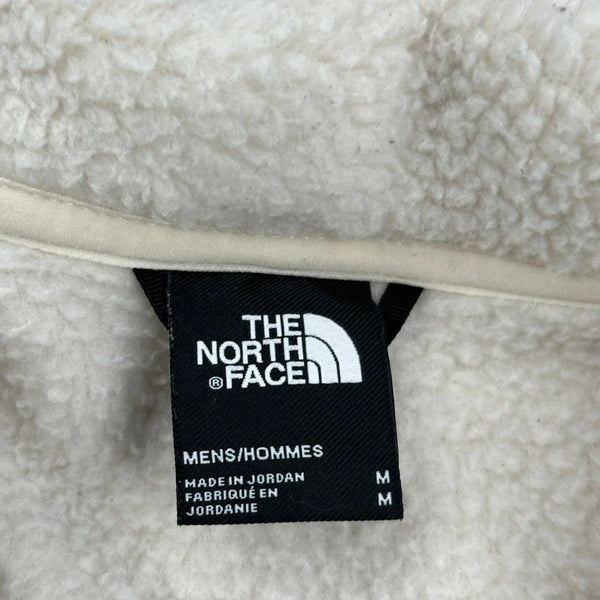 THE
NORTH
® FACE
MENS/HOMMES
MADE IN JORDAN M
FABRIQUÉ EN M
JORDANIE